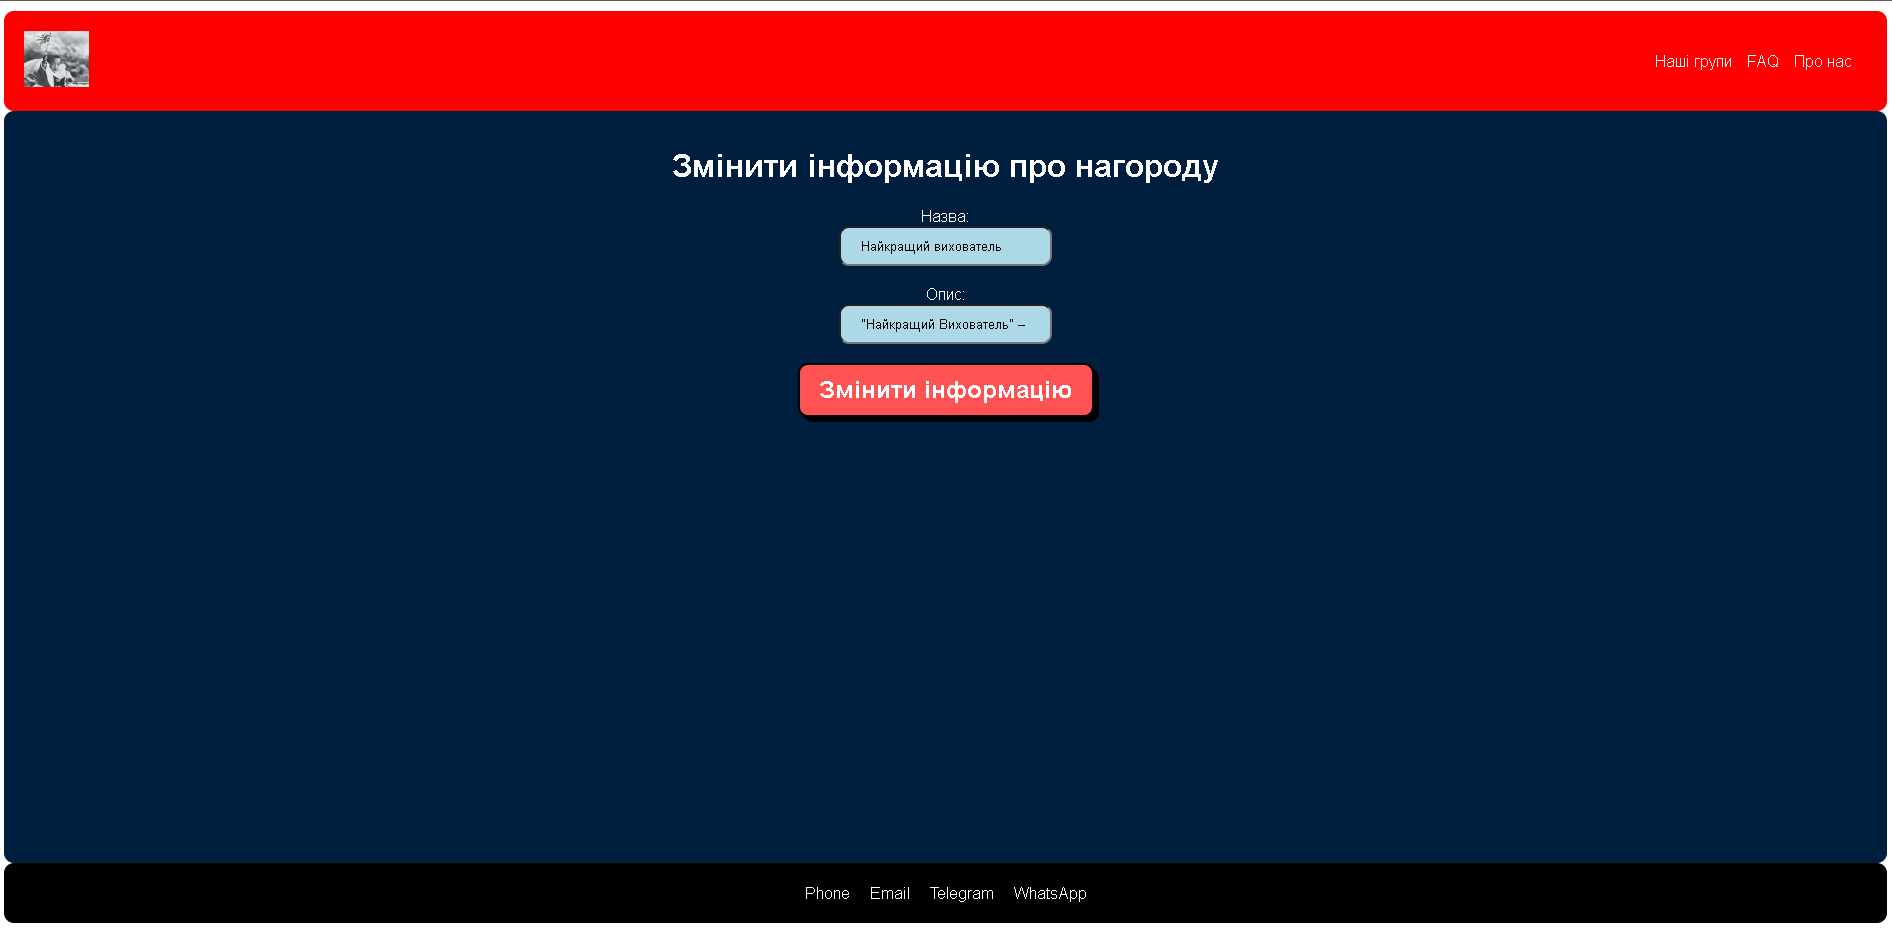 Наші групи FAQ Про нас
Змінити інформацію про нагороду
Назва:
Найкращий вихователь
Опис:
"Найкращий Вихователь" –
Змінити інформацію
Phone Email Telegram WhatsApp